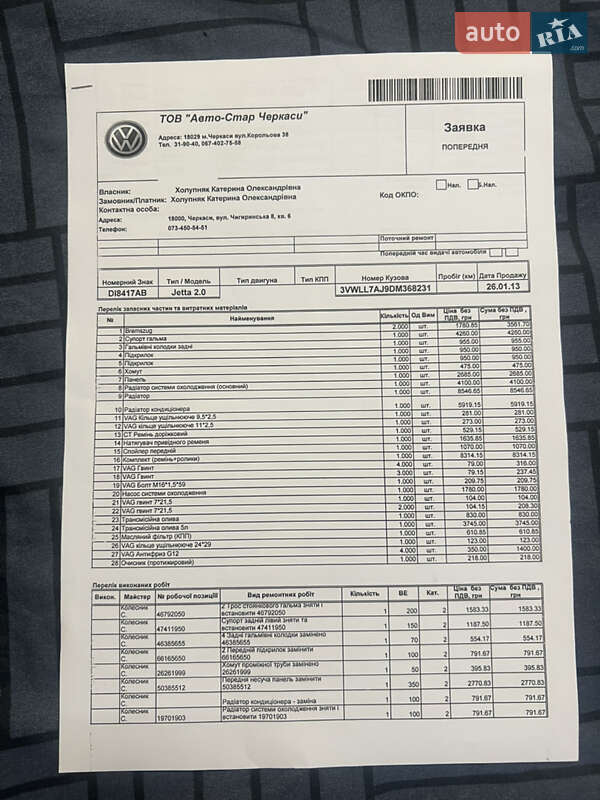 auto RIA .com
ТОВ "Авто-Стар Черкаси"
Адреса: 18029 м.Черкаси вул.Корольова 38
Тел. 31-90-40, 067-402-75-58
Заявка
ПОПЕРЕДНЯ
Власник: Холупняк Катерина Олександрівна
Замовник/Платник: Холупняк Катерина Олександрівна
Контактна особа:
Код ОКПО: Нал. Б.Нал.
Адреса: 18000, Черкаси, вул. Чигиринська 8, кв. 6
Телефон: 073-450-84-51
Поточний ремонт
Попередній час видачі автомобіля
Номерний Знак Тип / Модель Тип двигуна Тип КПП Номер Кузова Пробіг (км) Дата Продажу
DI8417AB Jetta 2.0 3VWLL7AJ9DM368231 26.01.13
Перелік запасних частин та витратних матеріалів
№ Найменування Кількість Од Вим Ціна без ПДВ, грн Сума без ПДВ, грн
1 Bremszug 2.000 шт. 1780.85 3561.70
2 Супорт гальма 1.000 шт. 4260.00 4260.00
3 Гальмівні колодки задні 1.000 шт. 955.00 955.00
4 Підкрилок 1.000 шт. 950.00 950.00
5 Підкрилок 1.000 шт. 950.00 950.00
6 Хомут 1.000 шт. 475.00 475.00
7 Панель 1.000 шт. 2685.00 2685.00
8 Радіатор системи охолодження (основний) 1.000 шт. 4100.00 4100.00
9 Радіатор 1.000 шт. 8546.65 8546.65
10 Радіатор кондиціонера 1.000 шт. 5919.15 5919.15
11 VAG Кільце ущільнююче 9,5*2,5 1.000 шт. 281.00 281.00
12 VAG кільце ущільнююче 11*2,5 1.000 шт. 273.00 273.00
13 CT Ремінь доріжковий 1.000 шт. 529.15 529.15
14 Натягувач привідного ременя 1.000 шт. 1635.85 1635.85
15 Спойлер передній 1.000 шт. 1070.00 1070.00
16 Комплект (ремінь+ролики) 1.000 шт. 8314.15 8314.15
17 VAG Гвинт 4.000 шт. 79.00 316.00
18 VAG Гвинт 3.000 шт. 79.15 237.45
19 VAG Болт M16*1,5*59 1.000 шт. 209.75 209.75
20 Насос системи охолодження 1.000 шт. 1780.00 1780.00
21 VAG гвинт 7*21,5 1.000 шт. 104.00 104.00
22 VAG гвинт 7*21,5 2.000 шт. 104.15 208.30
23 Трансмісійна олива 1.000 шт. 830.00 830.00
24 Трансмісійна олива 5л 1.000 шт. 3745.00 3745.00
25 Масляний фільтр (КПП) 1.000 шт. 610.85 610.85
26 VAG кільце ущільнююче 24*29 1.000 шт. 123.00 123.00
27 VAG Антифриз G12 4.000 шт. 350.00 1400.00
28 Очисник (протижировий) 1.000 шт. 218.00 218.00
Перелік виконаних робіт
Викон. Майстер № робочої позиції Вид ремонтних робіт Кількість ВЕ Кат. Ціна без ПДВ, грн Сума без ПДВ, грн
Колесник С. 46792050 2 Трос стоянкового гальма зняти і встановити 46792050 1 200 2 1583.33 1583.33
Колесник С. 47411950 Супорт задній лівий зняти та встановити 47411950 1 150 2 1187.50 1187.50
Колесник С. 46385655 4 Задні гальмівні колодки замінено 46385655 1 70 2 554.17 554.17
Колесник С. 66165650 2 Передній підкрилок замінити 66165650 1 100 2 791.67 791.67
Колесник С. 26261999 Комут проміжної труби замінено 26261999 1 50 2 395.83 395.83
Колесник С. 50385512 Передня несуча панель замінити 50385512 1 350 2 2770.83 2770.83
Колесник С. Радіатор кондиціонера - заміна 1 100 2 791.67 791.67
Колесник С. 19701903 Радіатор системи охолодження зняти і встановити 19701903 1 100 2 791.67 791.67